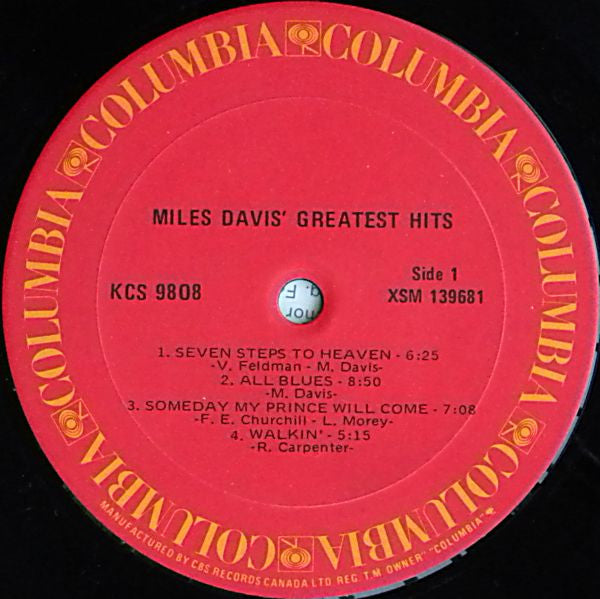 COLUMBIA COLUMBIA COLUMBIA COLUMBIA COLUMBIA COLUMBIA
MILES DAVIS' GREATEST HITS
KCS 9808
Side 1
XSM 139681
1. SEVEN STEPS TO HEAVEN - 6:25
-V. Feldman - M. Davis-
2. ALL BLUES - 8:50
-M. Davis-
3. SOMEDAY MY PRINCE WILL COME - 7:08
-F. E. Churchill - L. Morey-
4. WALKIN' - 5:15
-R. Carpenter-
MANUFACTURED BY CBS RECORDS CANADA LTD. REG. T.M. OWNER "COLUMBIA"